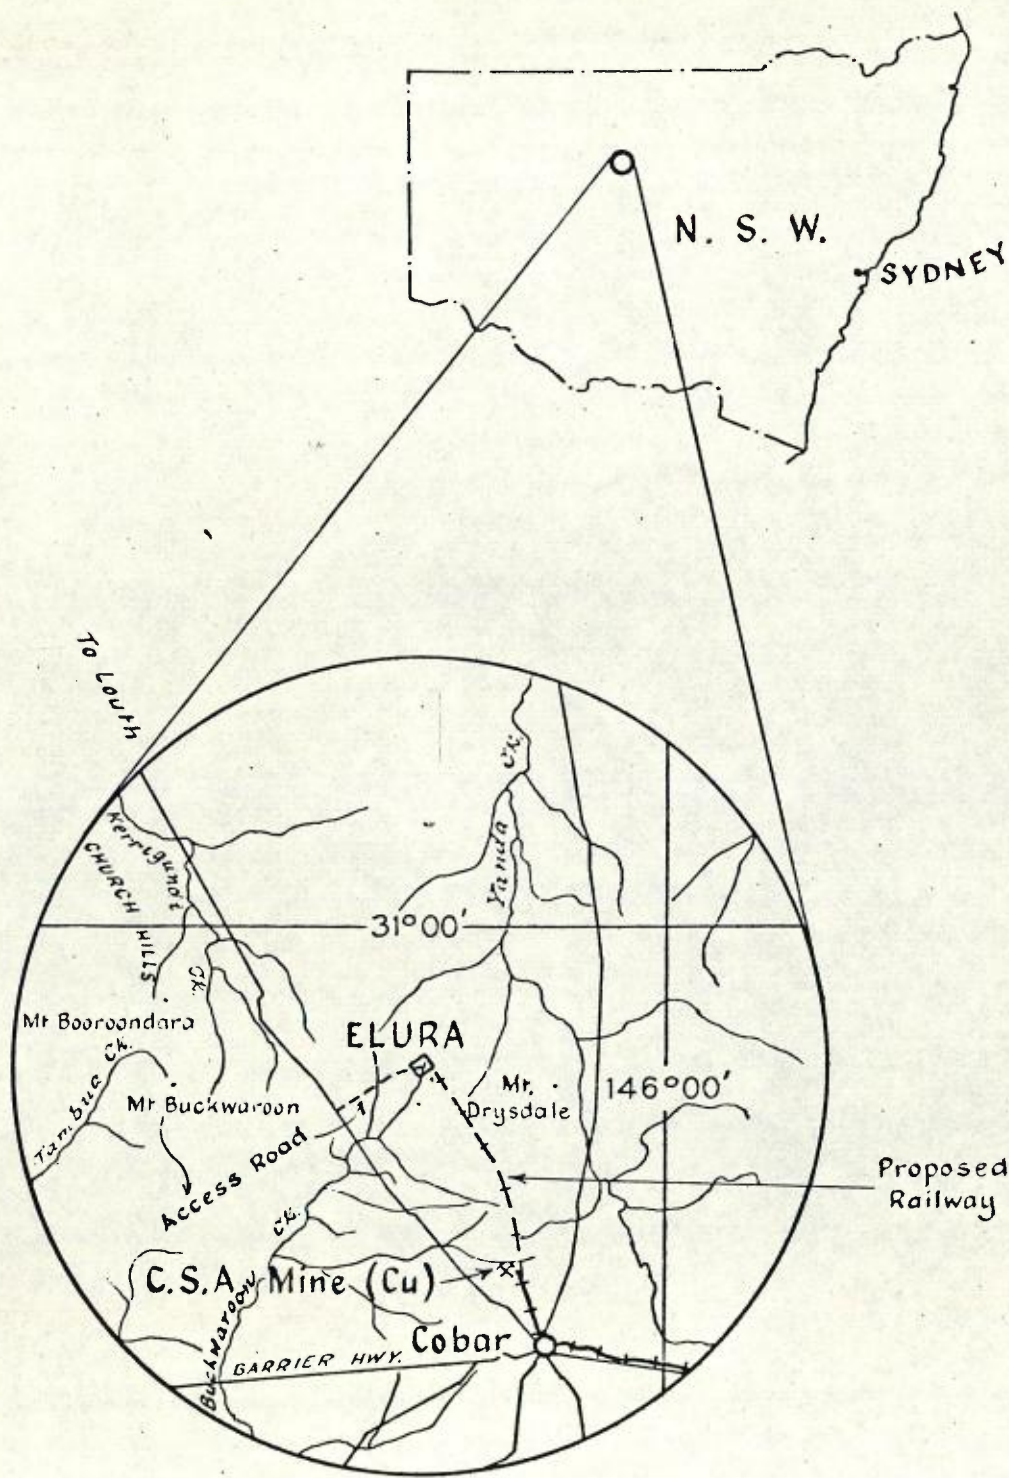 N. S. W.
SYDNEY
To Louth
Kerrigundi
Ck.
CHURCH HILLS
Yanda
Ck.
31°00'
Mt Booroondara
ELURA
Tambua Ck.
Mt Buckwaroon
Mt.
Drysdale
146°00'
Access Road
Proposed
Railway
Ck.
C.S.A. Mine (Cu)
Buckwaroon
Cobar
BARRIER HWY.